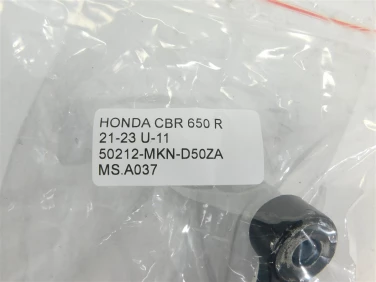 HONDA CBR 650 R
21-23 U-11
50212-MKN-D50ZA
MS.A037